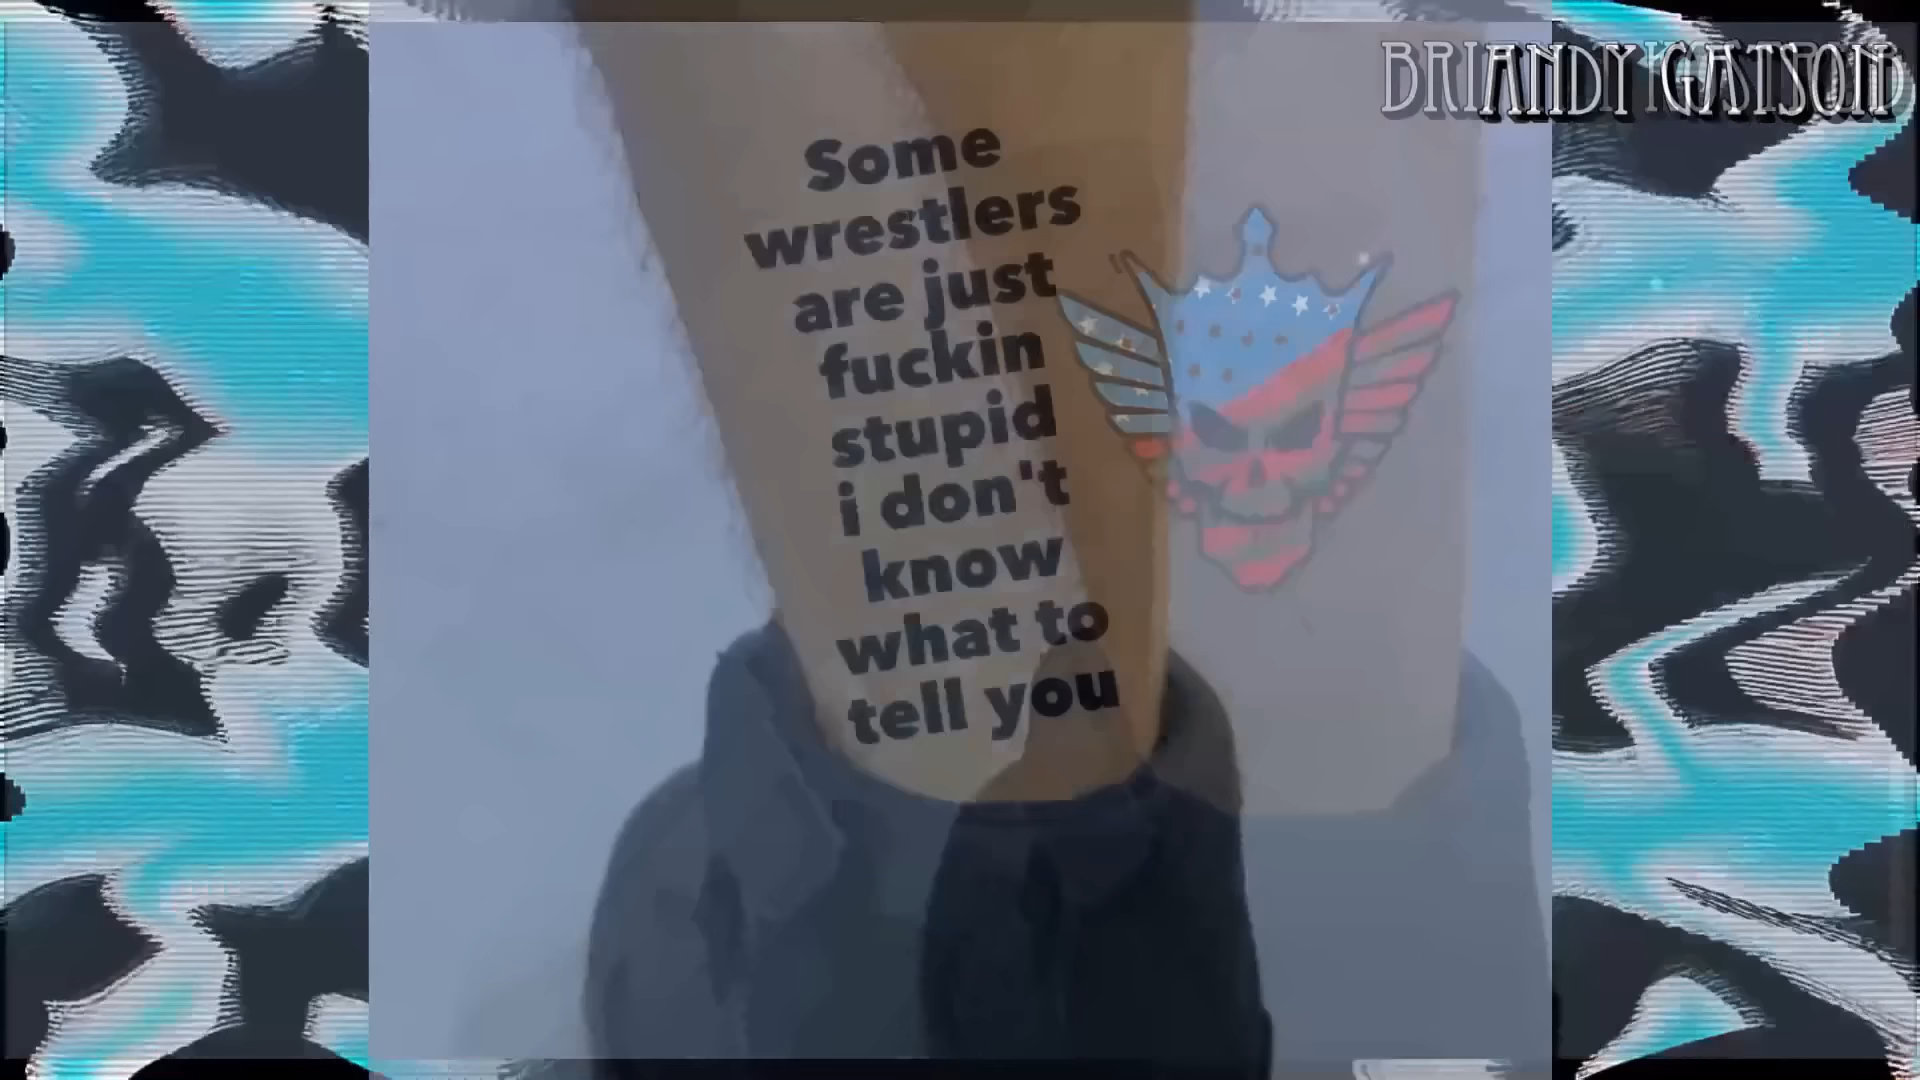 Some
wrestlers
are just
fuckin
stupid
i don't
know
what to
tell you